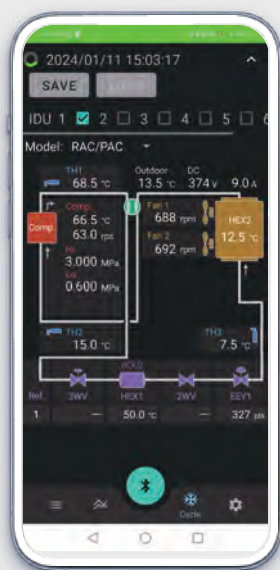 2024/01/11 15:03:17
SAVE
IDU 1 2 3 4 5 6
Model: RAC/PAC
TH1
68.5 °C
Outdoor DC
13.5 °C 374 v 9.0 A
Comp.
Comp.
66.5 °C
63.0 rps
Hi
3.000 MPa
Lo
0.600 MPa
Fan 1
688 rpm
Fan 2
692 rpm
HEX2
12.5 °C
TH2
15.0 °C
TH3
7.5 °C
Ref. 3WV HEX1 2WV EEV1
1 — 50.0 °C — 327 pls
Cycle